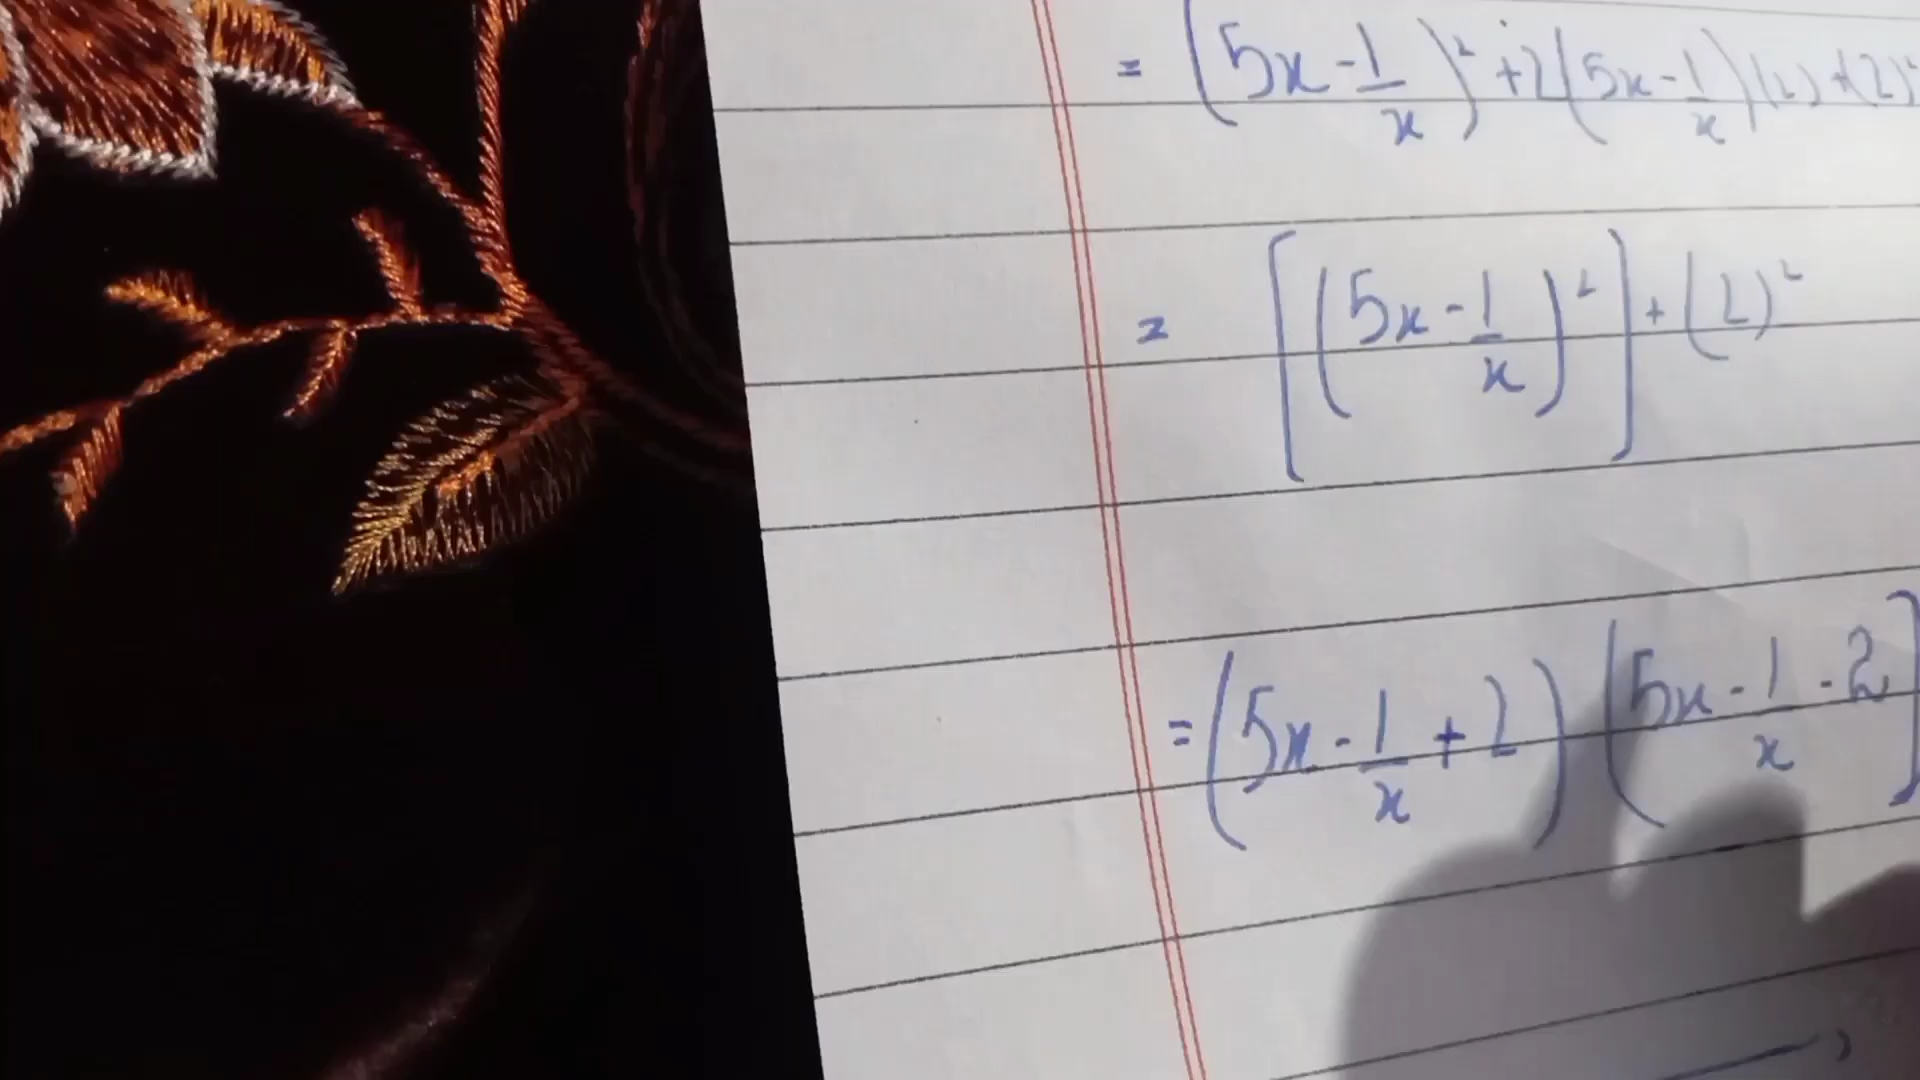 = (5x - 1/x)² + 2(5x - 1/x)(2) + (2)²
= [(5x - 1/x)²] + (2)²
= (5x - 1/x + 2) (5x - 1/x - 2]